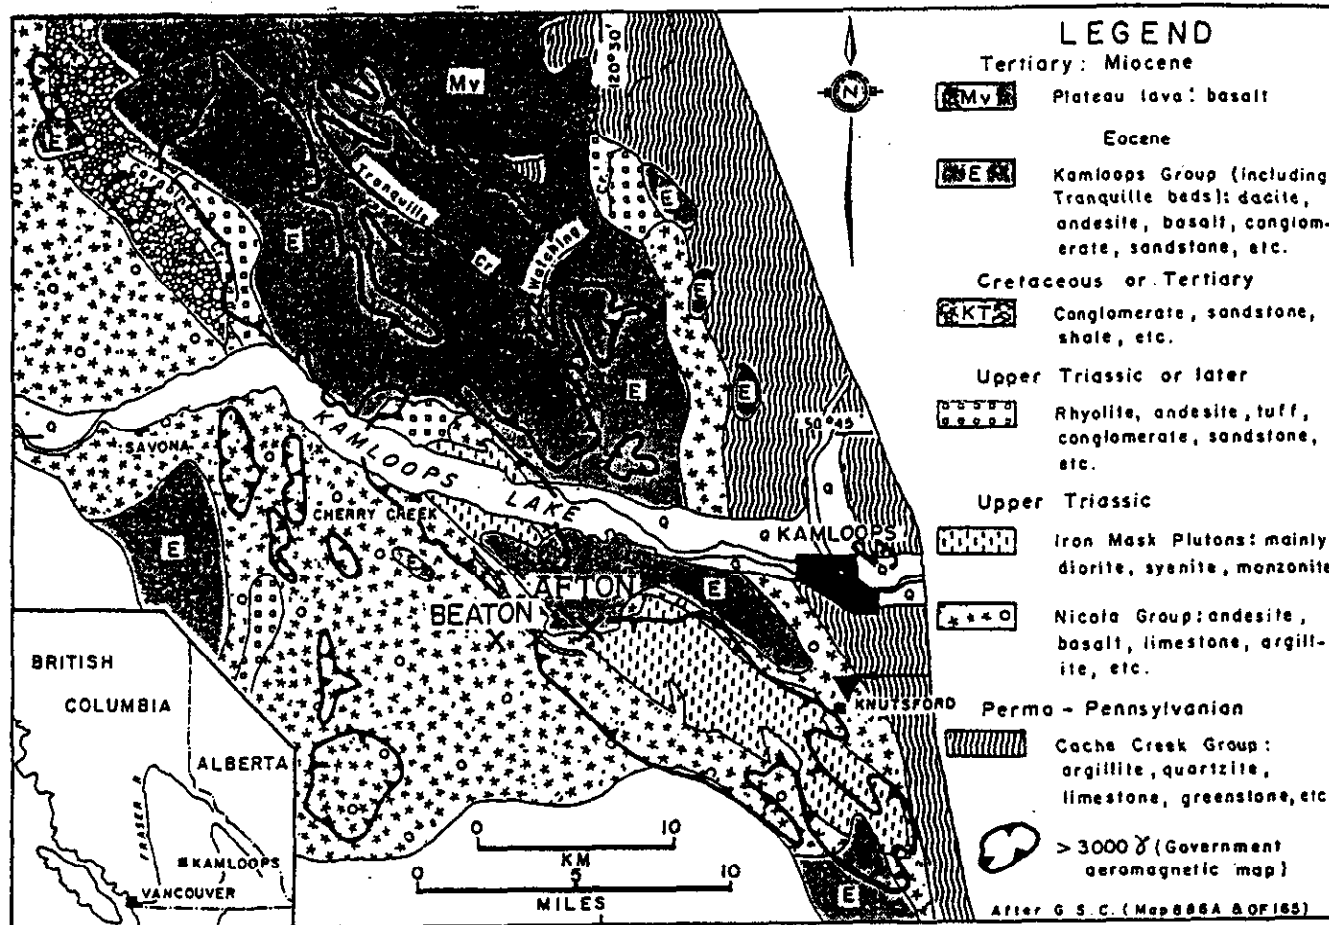 LEGEND
Tertiary: Miocene
Mv
Plateau lava: basalt
Eocene
E
Kamloops Group (including
Tranquille beds): dacite,
andesite, basalt, conglom-
erate, sandstone, etc.
Cretaceous or Tertiary
KT
Conglomerate, sandstone,
shale, etc.
Upper Triassic or later
Rhyolite, andesite, tuff,
conglomerate, sandstone,
etc.
Upper Triassic
Iron Mask Plutons: mainly
diorite, syenite, monzonite
Nicola Group: andesite,
basalt, limestone, argill-
ite, etc.
Perma - Pennsylvanian
Cache Creek Group:
argillite, quartzite,
limestone, greenstone, etc
> 3000 ४ (Government
aeromagnetic map)
After G S.C. (Map 886A & OF 165)
N
120°30'
Mv
E
Carabine Cr
Tranquille
Cr
Watching
Cr
E
E
E
E
E
50°45'
SAVONA
KAMLOOPS LAKE
CHERRY CREEK
Q
Q
Q
KAMLOOPS
Q
Q
Q
E
E
AFTON
BEATON
KNUTSFORD
E
0 10
KM
0 5 10
MILES
BRITISH
COLUMBIA
ALBERTA
FRASER
KAMLOOPS
VANCOUVER